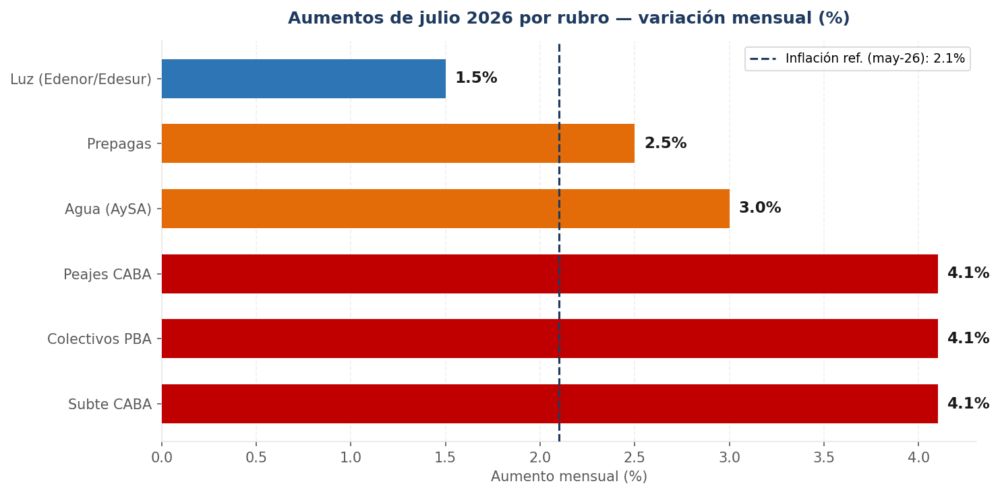 Aumentos de julio 2026 por rubro — variación mensual (%)
Inflación ref. (may-26): 2.1%
Luz (Edenor/Edesur)
1.5%
Prepagas
2.5%
Agua (AySA)
3.0%
Peajes CABA
4.1%
Colectivos PBA
4.1%
Subte CABA
4.1%
0.0 0.5 1.0 1.5 2.0 2.5 3.0 3.5 4.0
Aumento mensual (%)